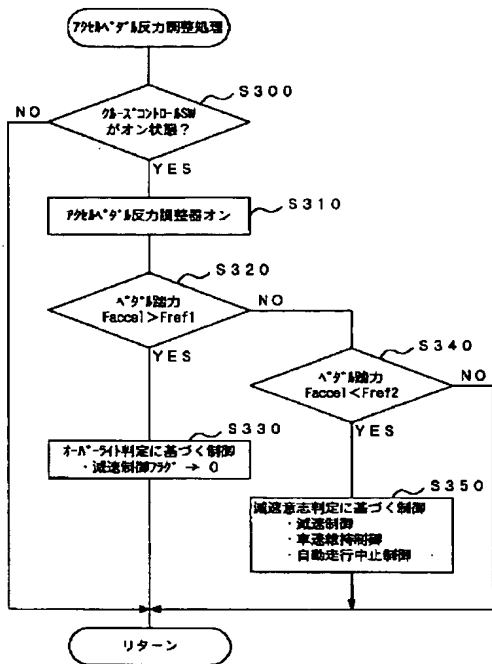 アクセルペダル反力調整処理
S300
NO
クルーズコントロールSW
がオン状態？
YES
アクセルペダル反力調整器オン
S310
S320
ペダル踏力
Faccel＞Fref1
NO
YES
S340
ペダル踏力
Faccel＜Fref2
NO
YES
S330
オーバーライト判定に基づく制御
・減速制御フラグ → 0
S350
減速意志判定に基づく制御
・減速制御
・車速維持制御
・自動走行中止制御
リターン